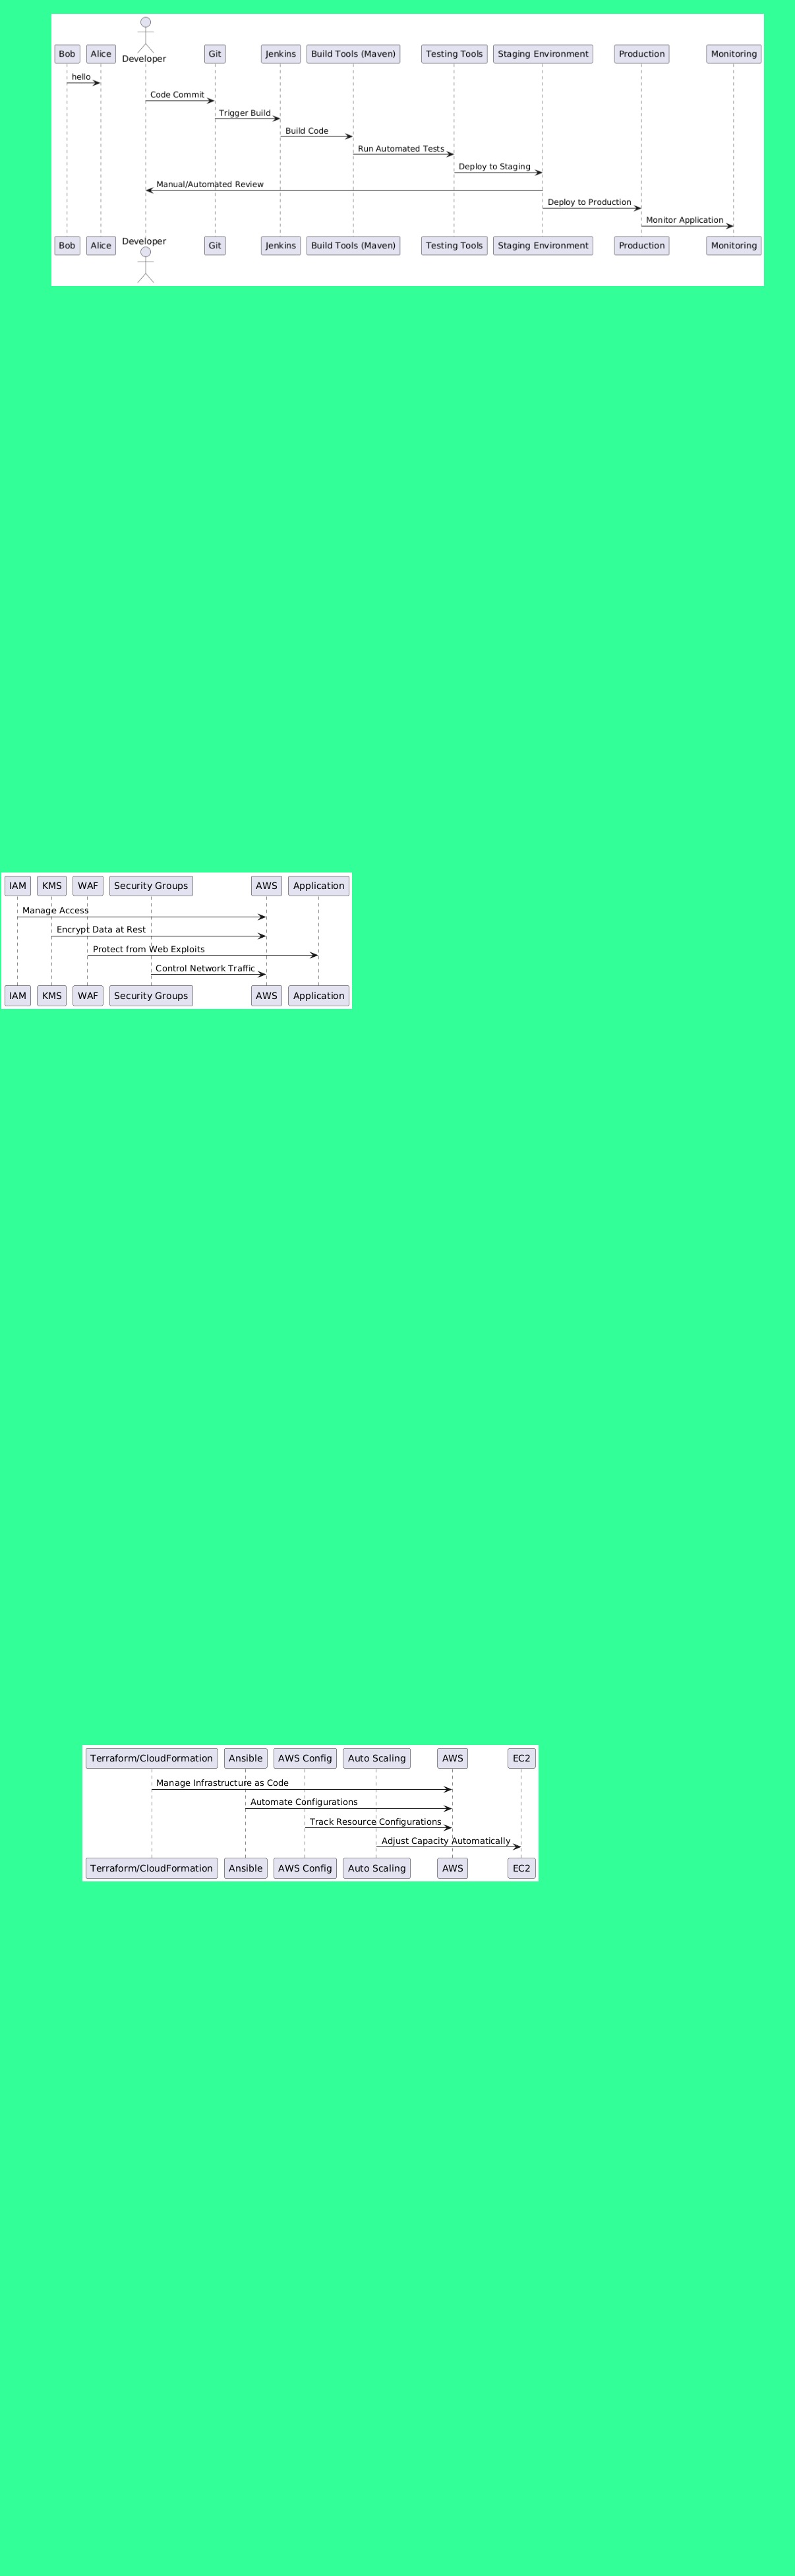 Developer
Bob Alice Git Jenkins Build Tools (Maven) Testing Tools Staging Environment Production Monitoring
hello
Code Commit
Trigger Build
Build Code
Run Automated Tests
Deploy to Staging
Manual/Automated Review
Deploy to Production
Monitor Application
Developer
Bob Alice Git Jenkins Build Tools (Maven) Testing Tools Staging Environment Production Monitoring
IAM KMS WAF Security Groups AWS Application
Manage Access
Encrypt Data at Rest
Protect from Web Exploits
Control Network Traffic
IAM KMS WAF Security Groups AWS Application
Terraform/CloudFormation Ansible AWS Config Auto Scaling AWS EC2
Manage Infrastructure as Code
Automate Configurations
Track Resource Configurations
Adjust Capacity Automatically
Terraform/CloudFormation Ansible AWS Config Auto Scaling AWS EC2